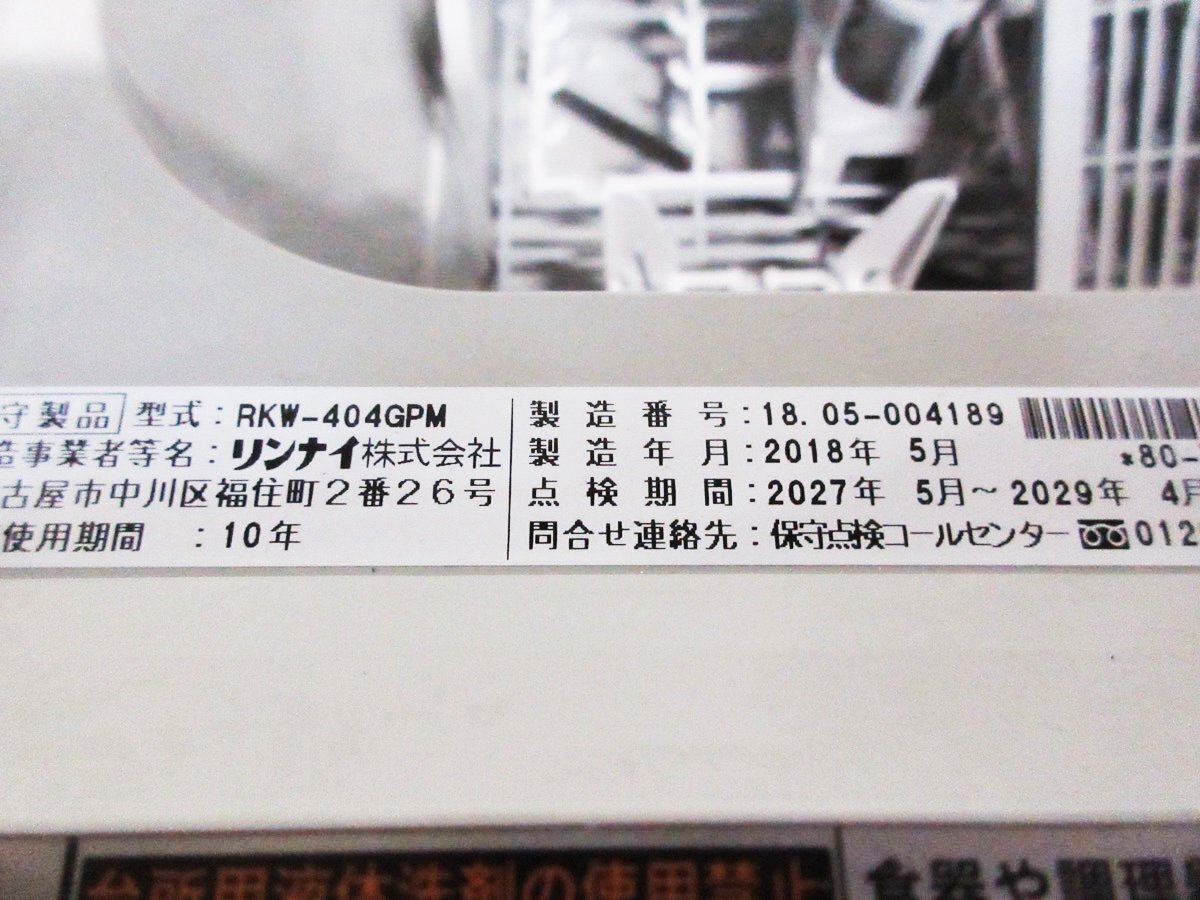 守製品 型式：RKW-404GPM
造事業者等名：リンナイ株式会社
古屋市中川区福住町2番26号
使用期間 ：10年
製造番号：18.05-004189
製造年月：2018年 5月
*80-
点検期間：2027年 5月～2029年 4月
問合せ連絡先：保守点検コールセンター 012
台所用液体洗剤の使用禁止
食器や調理